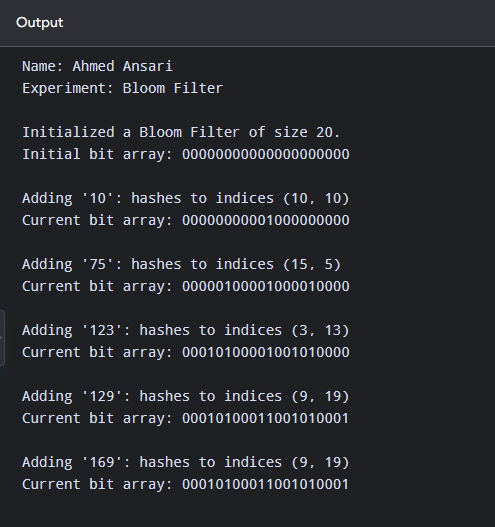 Output
Name: Ahmed Ansari
Experiment: Bloom Filter
Initialized a Bloom Filter of size 20.
Initial bit array: 00000000000000000000
Adding '10': hashes to indices (10, 10)
Current bit array: 00000000001000000000
Adding '75': hashes to indices (15, 5)
Current bit array: 00000100001000010000
Adding '123': hashes to indices (3, 13)
Current bit array: 00010100001001010000
Adding '129': hashes to indices (9, 19)
Current bit array: 00010100011001010001
Adding '169': hashes to indices (9, 19)
Current bit array: 00010100011001010001